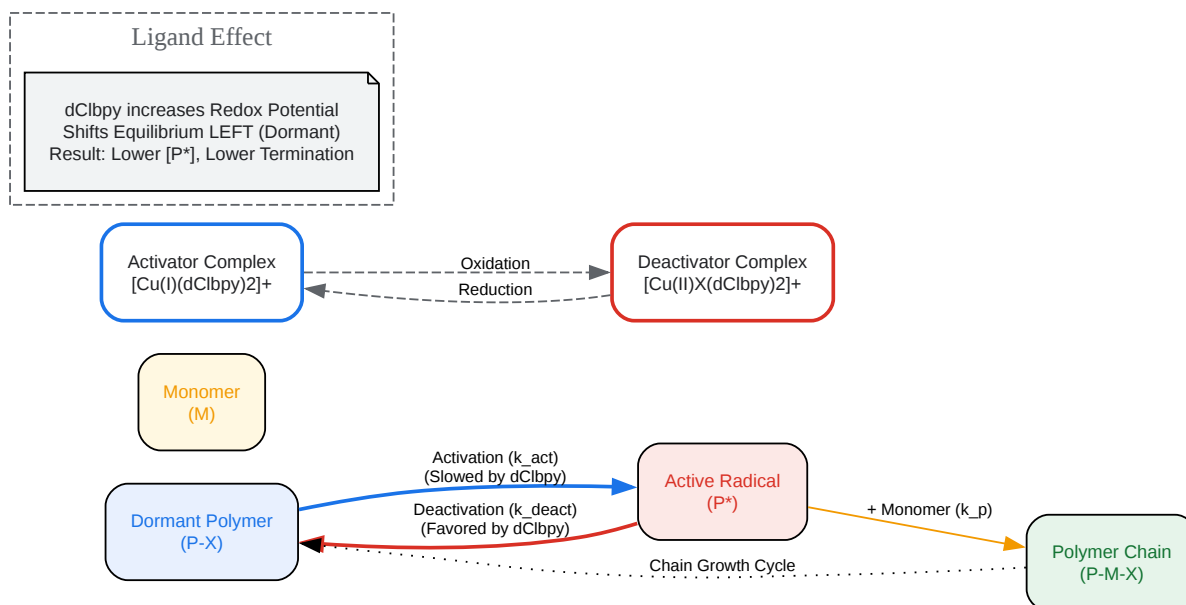 Ligand Effect
dClbpy increases Redox Potential
Shifts Equilibrium LEFT (Dormant)
Result: Lower [P*], Lower Termination
Activator Complex
[Cu(I)(dClbpy)2]+
Oxidation
Reduction
Deactivator Complex
[Cu(II)X(dClbpy)2]+
Monomer
(M)
Dormant Polymer
(P-X)
Activation (k_act)
(Slowed by dClbpy)
Deactivation (k_deact)
(Favored by dClbpy)
Active Radical
(P*)
+ Monomer (k_p)
Chain Growth Cycle
Polymer Chain
(P-M-X)